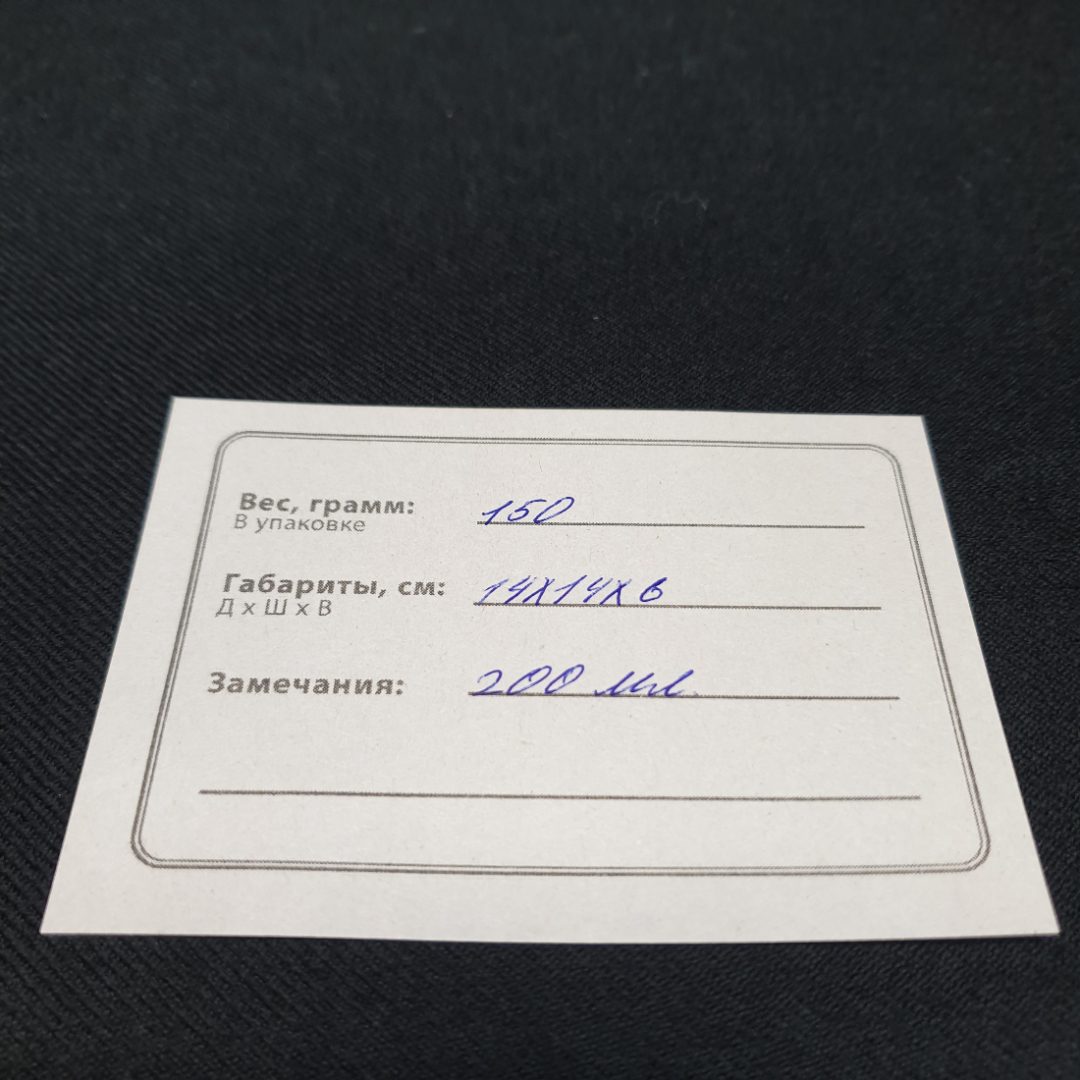 Вес, грамм: 150
В упаковке
Габариты, см: 14х14х6
Д х Ш х В
Замечания: 200 мл.